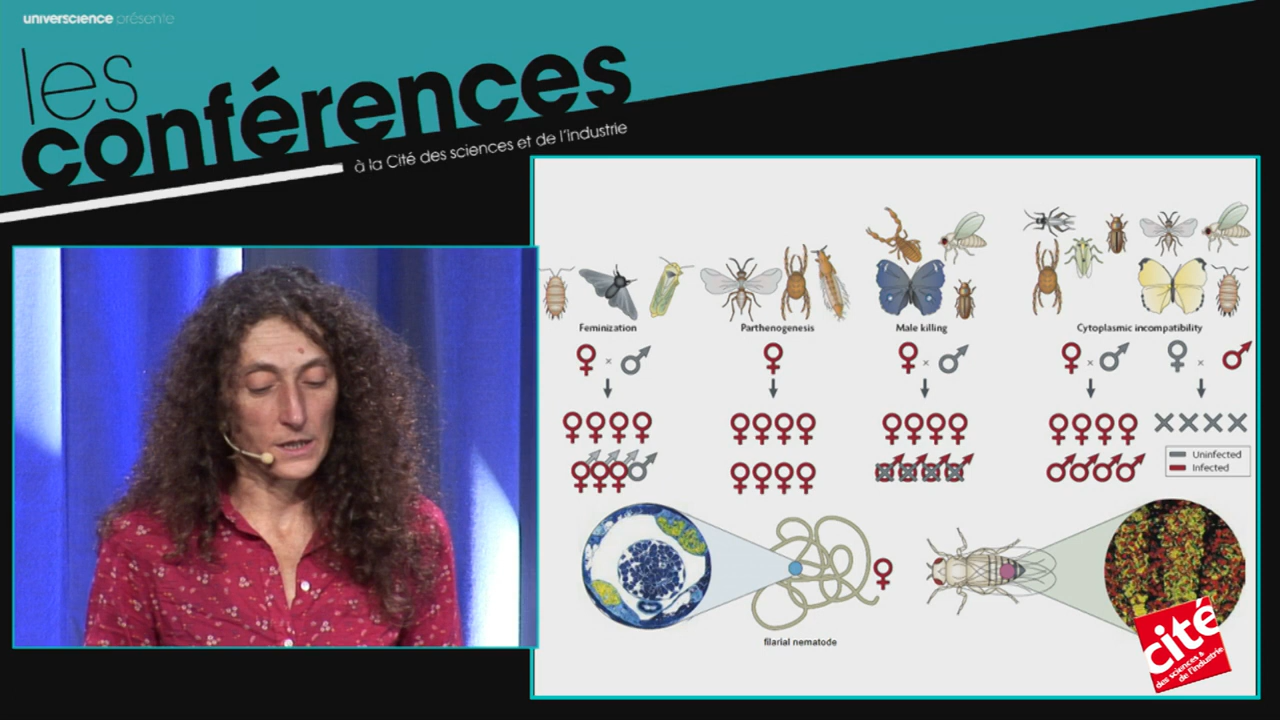 universcience présente
les
conférences
à la Cité des sciences et de l'industrie
Feminization
Parthenogenesis
Male killing
Cytoplasmic incompatibility
Uninfected
Infected
filarial nematode
cité
des sciences &
de l'industrie